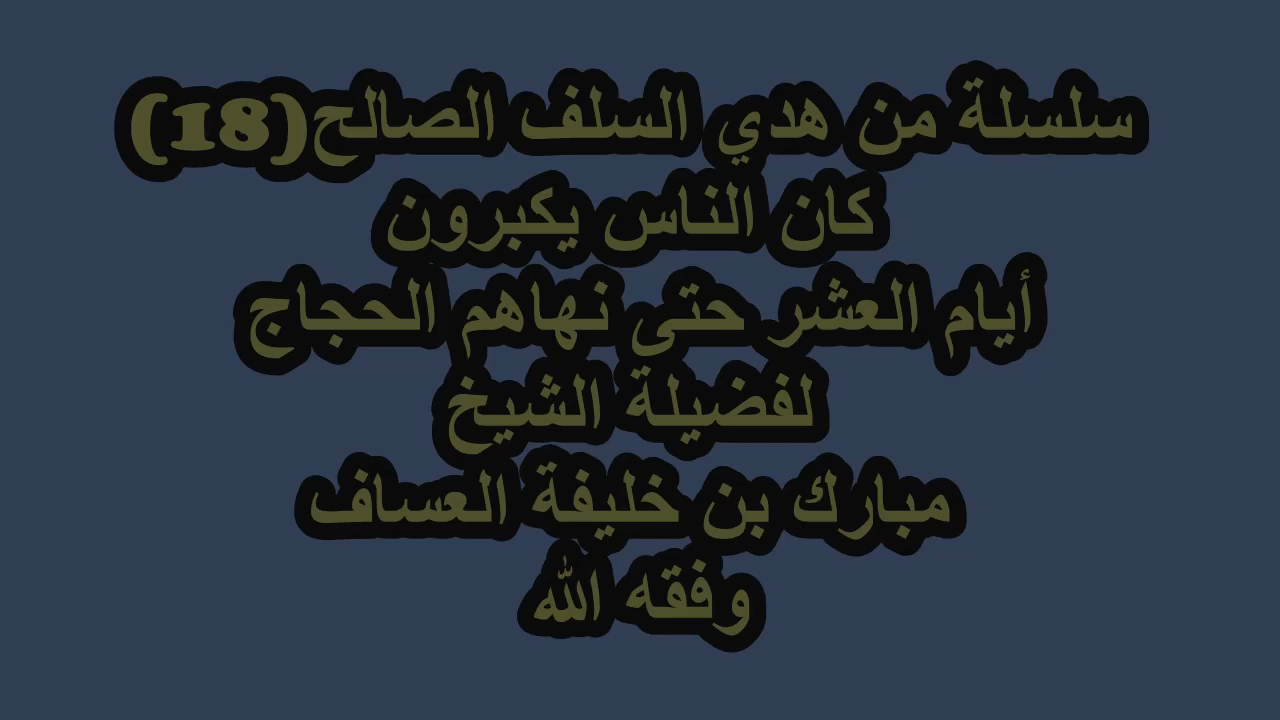 سلسلة من هدي السلف الصالح(18)
كان الناس يكبرون
أيام العشر حتى نهاهم الحجاج
لفضيلة الشيخ
مبارك بن خليفة العساف
وفقه الله